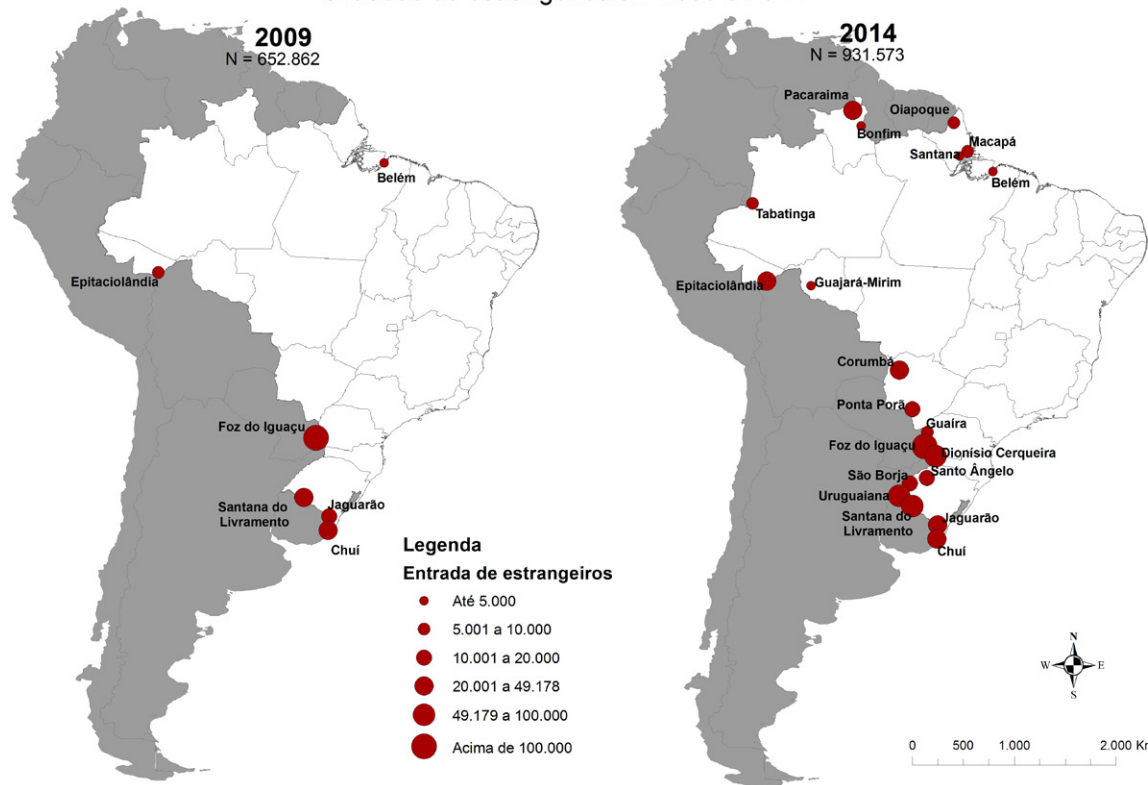 2009
N = 652.862
Belém
Epitaciolândia
Foz do Iguaçu
Santana do
Livramento
Jaguarão
Chuí
Legenda
Entrada de estrangeiros
Até 5.000
5.001 a 10.000
10.001 a 20.000
20.001 a 49.178
49.179 a 100.000
Acima de 100.000
2014
N = 931.573
Pacaraima
Oiapoque
Bonfim
Macapá
Santana
Belém
Tabatinga
Epitaciolândia
Guajará-Mirim
Corumbá
Ponta Porã
Guaíra
Foz do Iguaçu
Dionísio Cerqueira
São Borja
Santo Ângelo
Uruguaiana
Santana do
Livramento
Jaguarão
Chuí
N
W E
S
0 500 1.000 2.000 Km